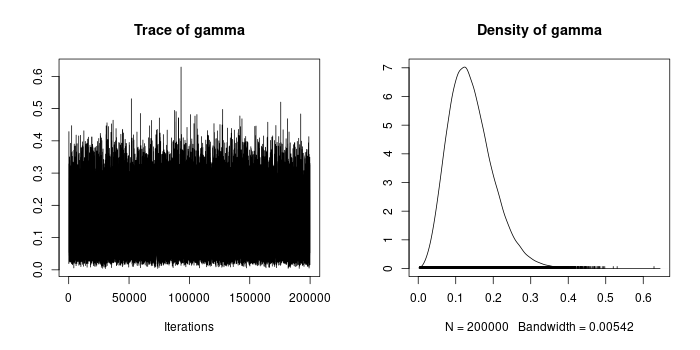 Trace of gamma
0.6
0.5
0.4
0.3
0.2
0.1
0.0
0 50000 100000 150000 200000
Iterations
Density of gamma
7
6
5
4
3
2
1
0
0.0 0.1 0.2 0.3 0.4 0.5 0.6
N = 200000 Bandwidth = 0.00542